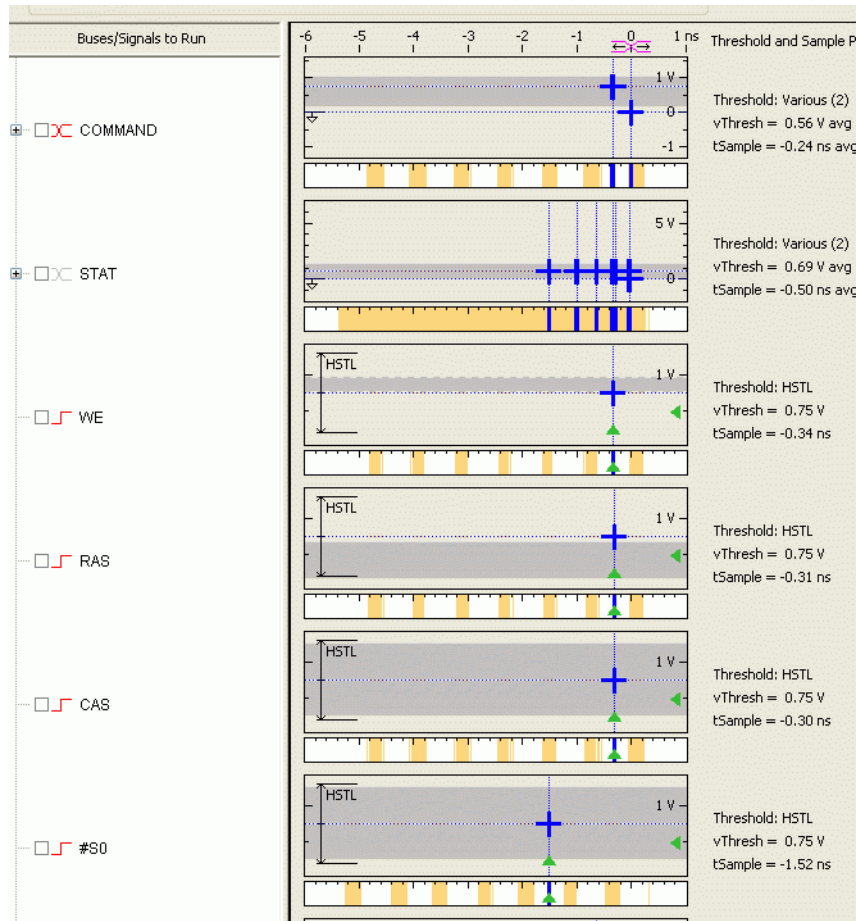 Buses/Signals to Run
-6 -5 -4 -3 -2 -1 0 1 ns
Threshold and Sample P
COMMAND
1 V
0
-1
Threshold: Various (2)
vThresh = 0.56 V avg
tSample = -0.24 ns avg
STAT
5 V
0
Threshold: Various (2)
vThresh = 0.69 V avg
tSample = -0.50 ns avg
WE
HSTL
1 V
Threshold: HSTL
vThresh = 0.75 V
tSample = -0.34 ns
RAS
HSTL
1 V
Threshold: HSTL
vThresh = 0.75 V
tSample = -0.31 ns
CAS
HSTL
1 V
Threshold: HSTL
vThresh = 0.75 V
tSample = -0.30 ns
#S0
HSTL
1 V
Threshold: HSTL
vThresh = 0.75 V
tSample = -1.52 ns